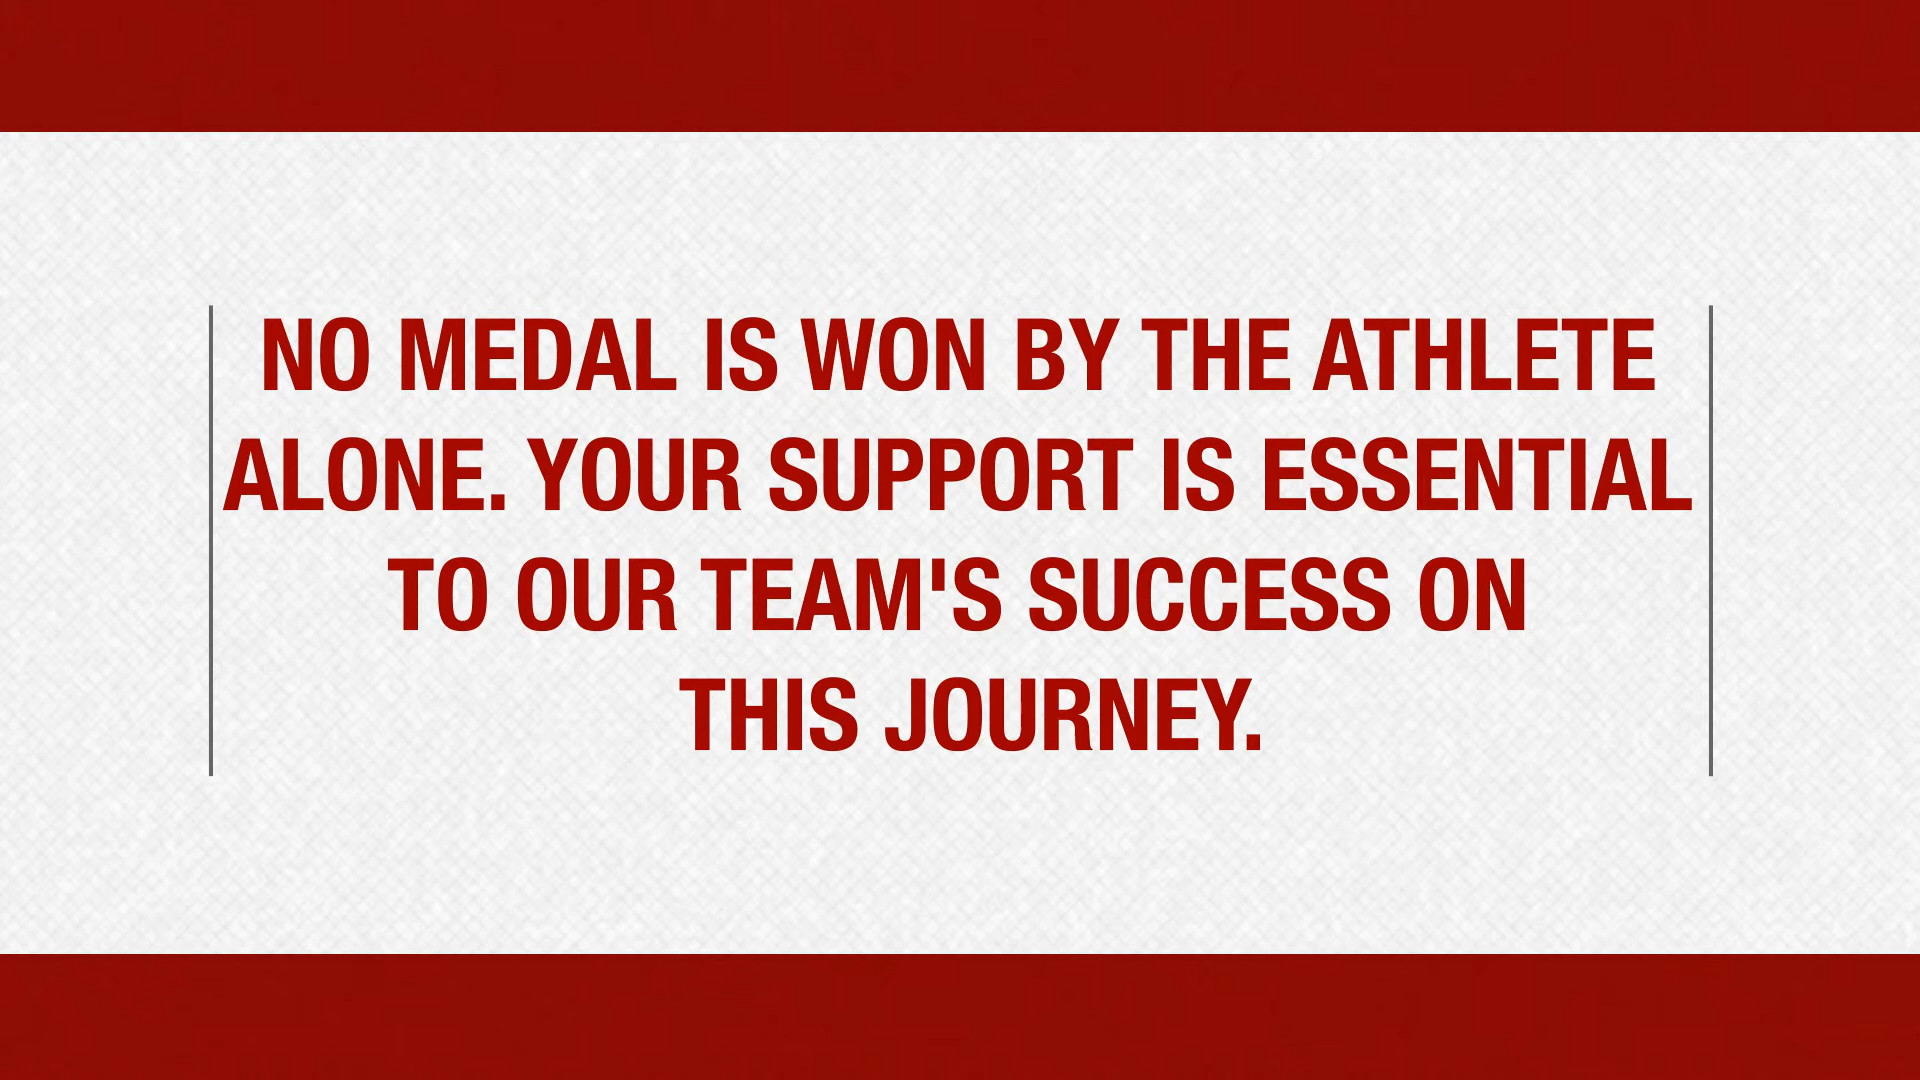 NO MEDAL IS WON BY THE ATHLETE
ALONE. YOUR SUPPORT IS ESSENTIAL
TO OUR TEAM'S SUCCESS ON
THIS JOURNEY.